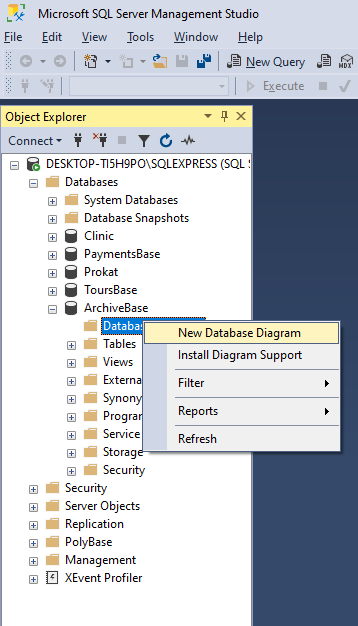 Microsoft SQL Server Management Studio
File Edit View Tools Window Help
New Query MDX
Execute
Object Explorer
Connect
DESKTOP-TI5H9PO\SQLEXPRESS (SQL S
Databases
System Databases
Database Snapshots
Clinic
PaymentsBase
Prokat
ToursBase
ArchiveBase
Databas
New Database Diagram
Tables
Install Diagram Support
Views
Externa
Filter
Synony
Program
Reports
Service
Refresh
Storage
Security
Security
Server Objects
Replication
PolyBase
Management
XEvent Profiler